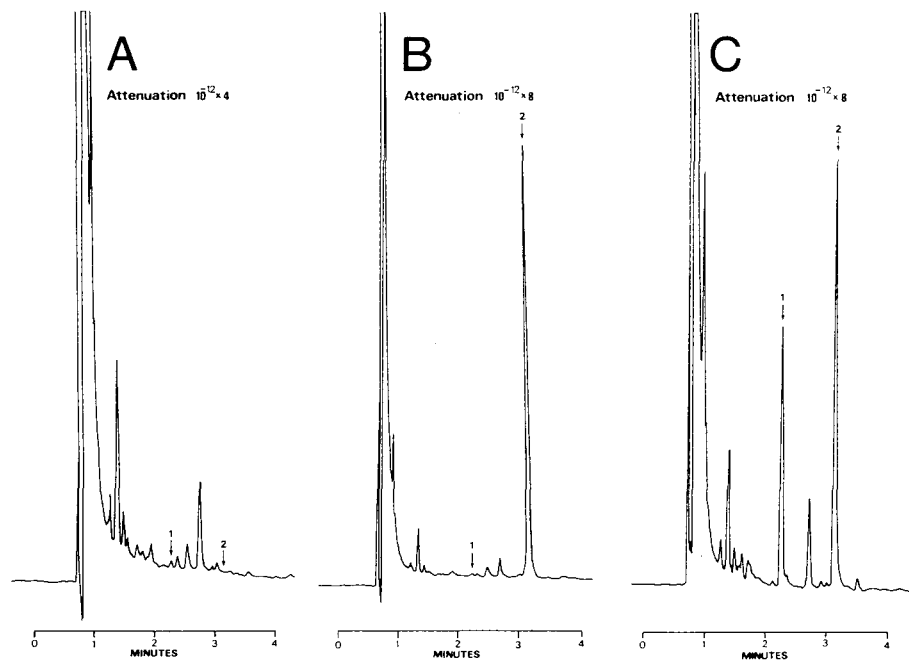 A
Attenuation 10⁻¹² × 4
1
2
0 1 2 3 4
MINUTES
B
Attenuation 10⁻¹² × 8
2
1
0 1 2 3 4
MINUTES
C
Attenuation 10⁻¹² × 8
2
1
0 1 2 3 4
MINUTES